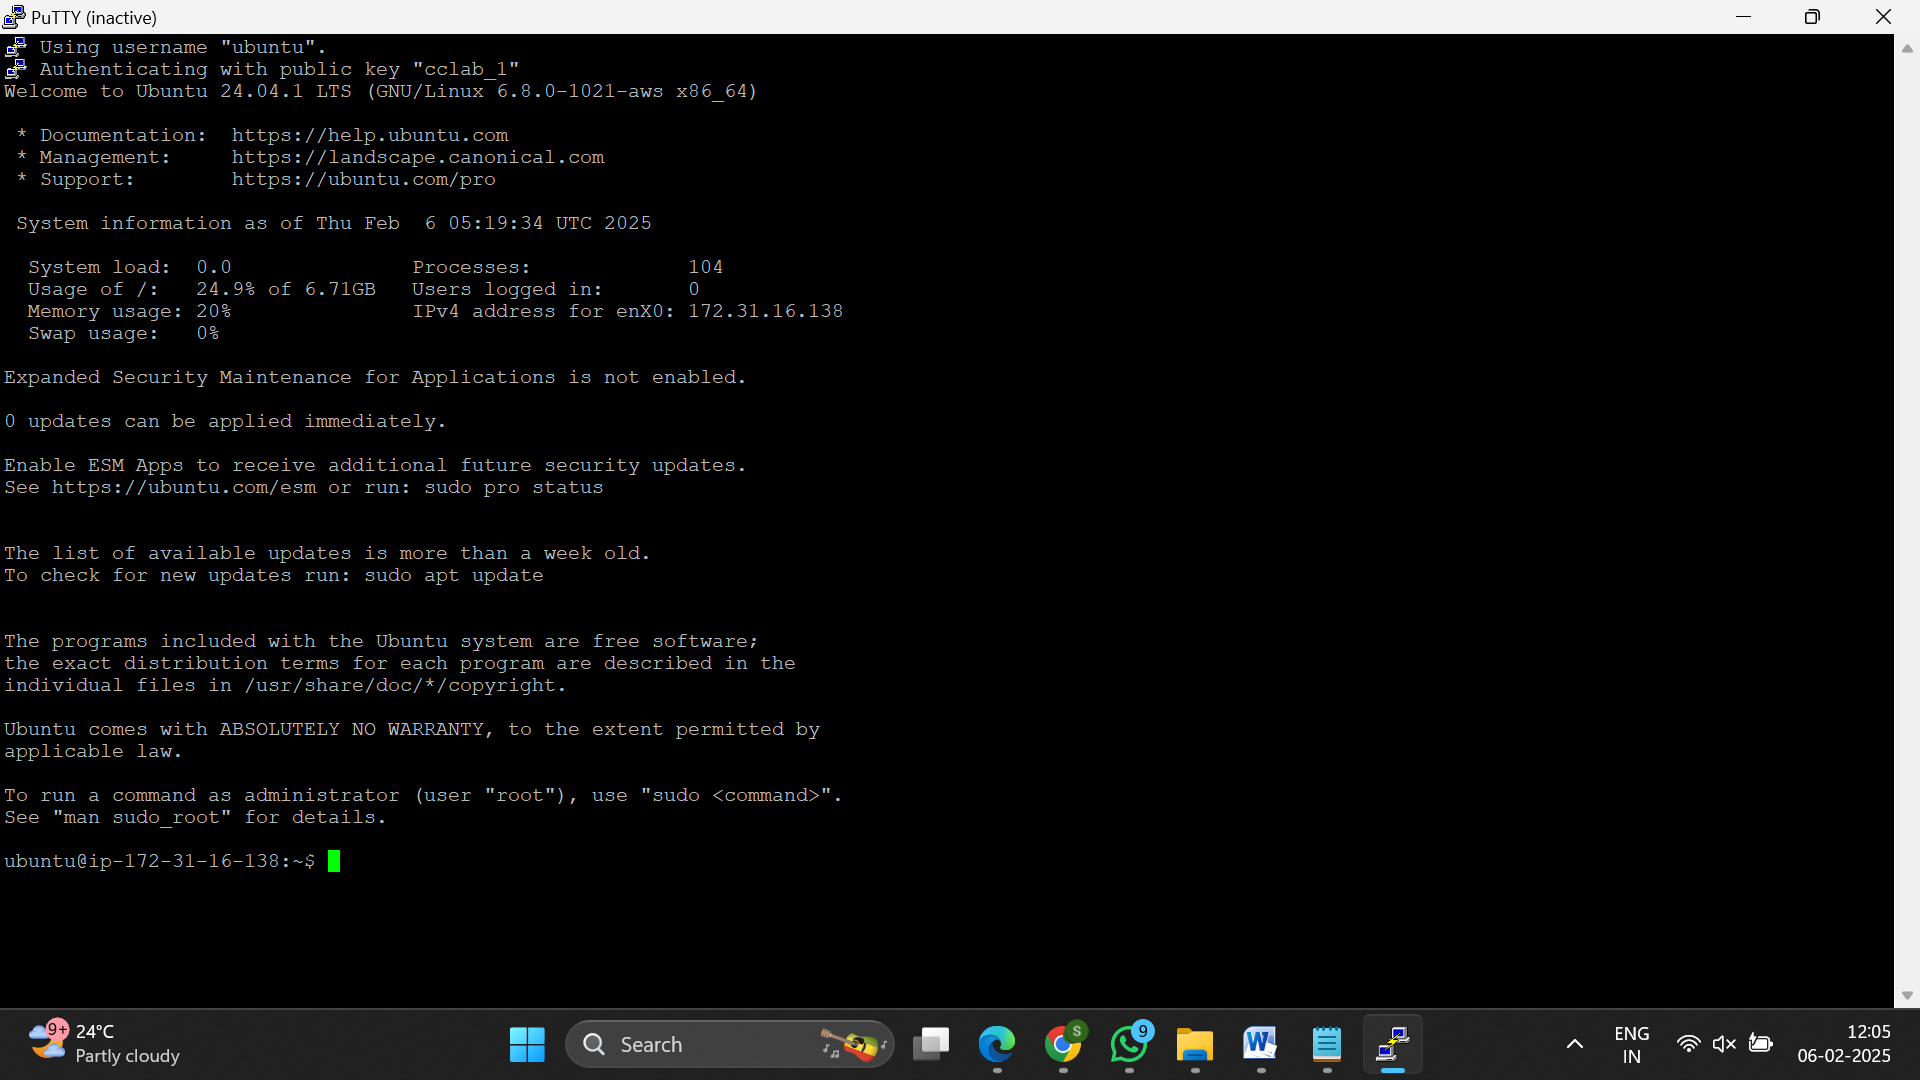 PuTTY (inactive)
Using username "ubuntu".
Authenticating with public key "cclab_1"
Welcome to Ubuntu 24.04.1 LTS (GNU/Linux 6.8.0-1021-aws x86_64)
* Documentation:  https://help.ubuntu.com
* Management:     https://landscape.canonical.com
* Support:        https://ubuntu.com/pro
System information as of Thu Feb  6 05:19:34 UTC 2025
System load:  0.0               Processes:             104
Usage of /:   24.9% of 6.71GB   Users logged in:       0
Memory usage: 20%               IPv4 address for enX0: 172.31.16.138
Swap usage:   0%
Expanded Security Maintenance for Applications is not enabled.
0 updates can be applied immediately.
Enable ESM Apps to receive additional future security updates.
See https://ubuntu.com/esm or run: sudo pro status
The list of available updates is more than a week old.
To check for new updates run: sudo apt update
The programs included with the Ubuntu system are free software;
the exact distribution terms for each program are described in the
individual files in /usr/share/doc/*/copyright.
Ubuntu comes with ABSOLUTELY NO WARRANTY, to the extent permitted by
applicable law.
To run a command as administrator (user "root"), use "sudo <command>".
See "man sudo_root" for details.
ubuntu@ip-172-31-16-138:~$
9+
24°C
Partly cloudy
Search
S
9
W
ENG
IN
12:05
06-02-2025